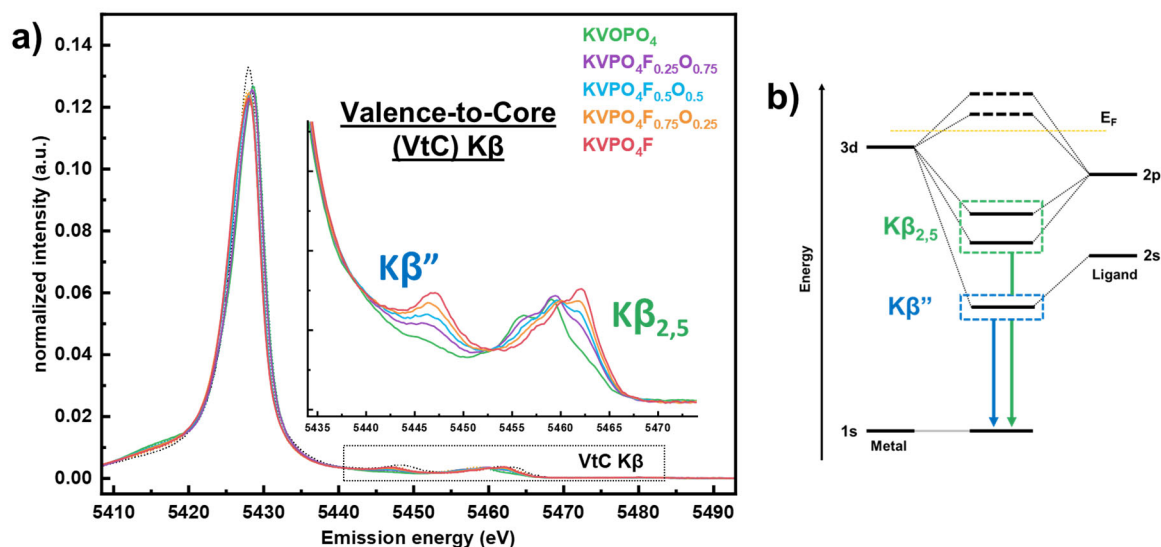 a)
normalized intensity (a.u.)
0.14
0.12
0.10
0.08
0.06
0.04
0.02
0.00
5410 5420 5430 5440 5450 5460 5470 5480 5490
Emission energy (eV)
KVOPO₄
KVPO₄F₀.₂₅O₀.₇₅
KVPO₄F₀.₅O₀.₅
KVPO₄F₀.₇₅O₀.₂₅
KVPO₄F
Valence-to-Core
(VtC) Kβ
Kβ”
Kβ₂,₅
5435 5440 5445 5450 5455 5460 5465 5470
VtC Kβ
b)
Energy
E_F
3d
2p
Kβ₂,₅
2s
Ligand
Kβ”
1s
Metal